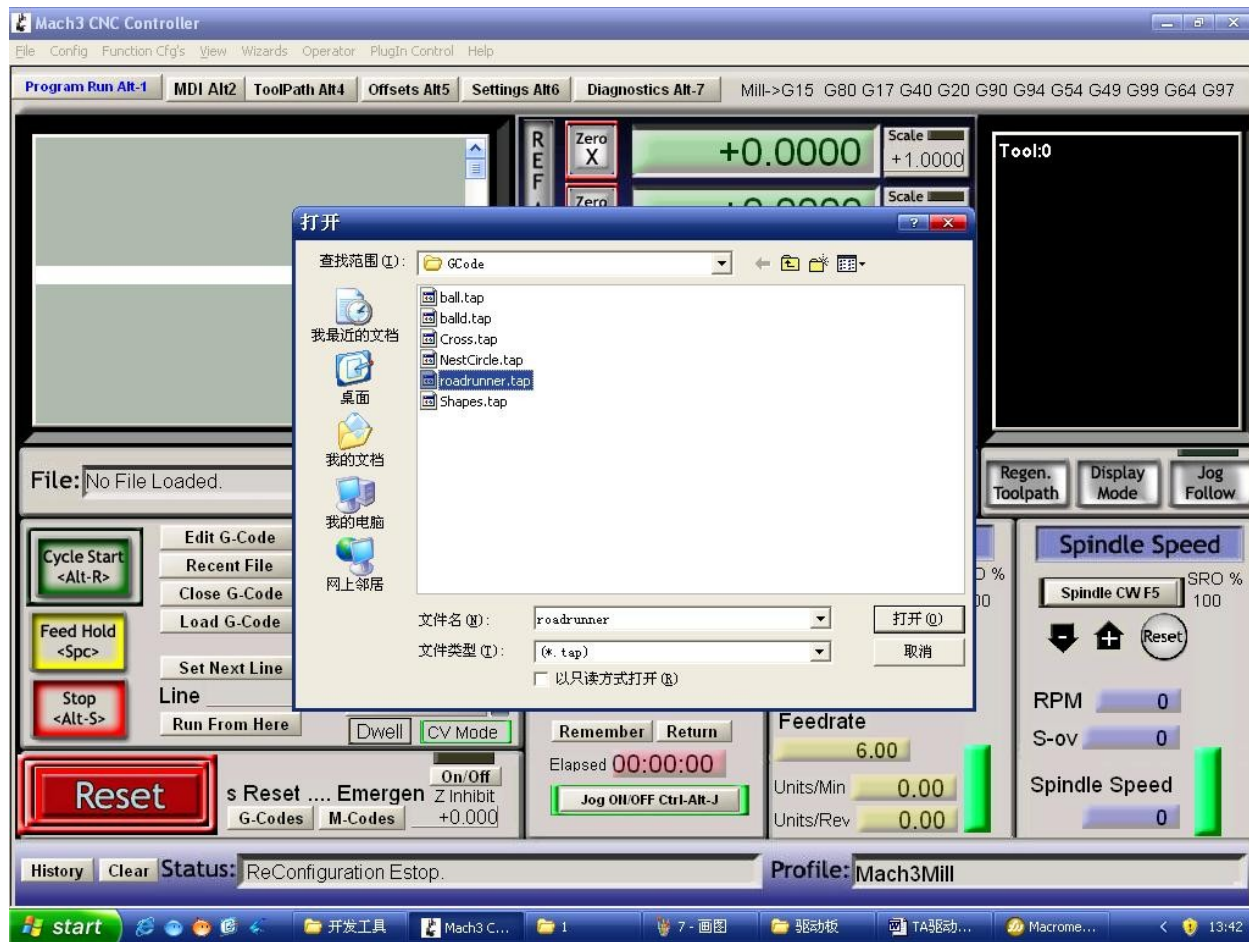 Mach3 CNC Controller
File Config Function Cfg's View Wizards Operator PlugIn Control Help
Program Run Alt-1 MDI Alt2 ToolPath Alt4 Offsets Alt5 Settings Alt6 Diagnostics Alt-7 Mill->G15 G80 G17 G40 G20 G90 G94 G54 G49 G99 G64 G97
REF
Zero X +0.0000 Scale +1.0000
Tool:0
Zero Scale
打开
查找范围(I): GCode
我最近的文档
桌面
我的文档
我的电脑
网上邻居
ball.tap
balld.tap
Cross.tap
NestCircle.tap
roadrunner.tap
Shapes.tap
文件名(N): roadrunner 打开(O)
文件类型(T): (*.tap) 取消
以只读方式打开(R)
File: No File Loaded.
Regen. Toolpath Display Mode Jog Follow
Cycle Start <Alt-R>
Feed Hold <Spc>
Stop <Alt-S>
Edit G-Code
Recent File
Close G-Code
Load G-Code
Set Next Line
Line
Run From Here
Dwell CV Mode
Remember Return
Elapsed 00:00:00
Jog ON/OFF Ctrl-Alt-J
Feedrate
6.00
Units/Min 0.00
Units/Rev 0.00
Spindle Speed
Spindle CW F5
SRO %
100
Reset
RPM 0
S-ov 0
Spindle Speed
0
Reset
s Reset .... Emergen
G-Codes M-Codes
On/Off
Z Inhibit
+0.000
History Clear Status: ReConfiguration Estop. Profile: Mach3Mill
start 开发工具 Mach3 C... 1 7 - 画图 驱动板 TA驱动... Macrome... 13:42